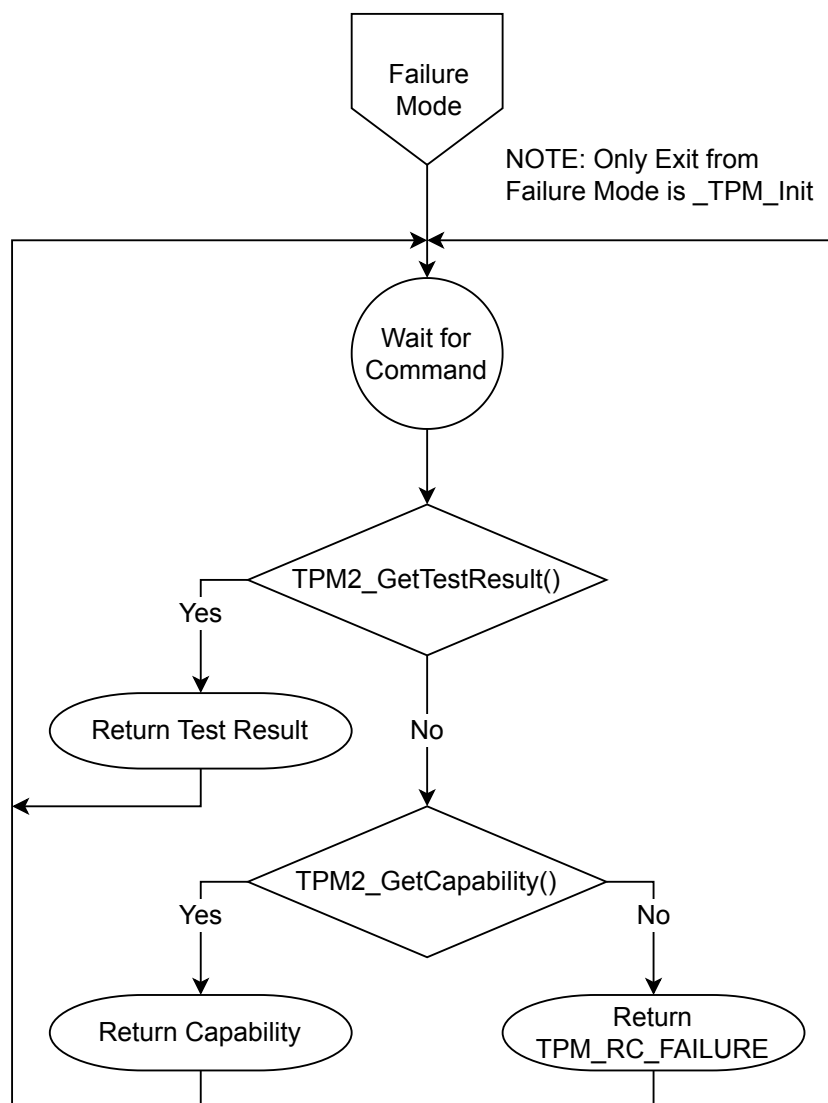 Failure
Mode
NOTE: Only Exit from
Failure Mode is _TPM_Init
Wait for
Command
TPM2_GetTestResult()
Yes
Return Test Result
No
TPM2_GetCapability()
Yes
No
Return Capability
Return
TPM_RC_FAILURE